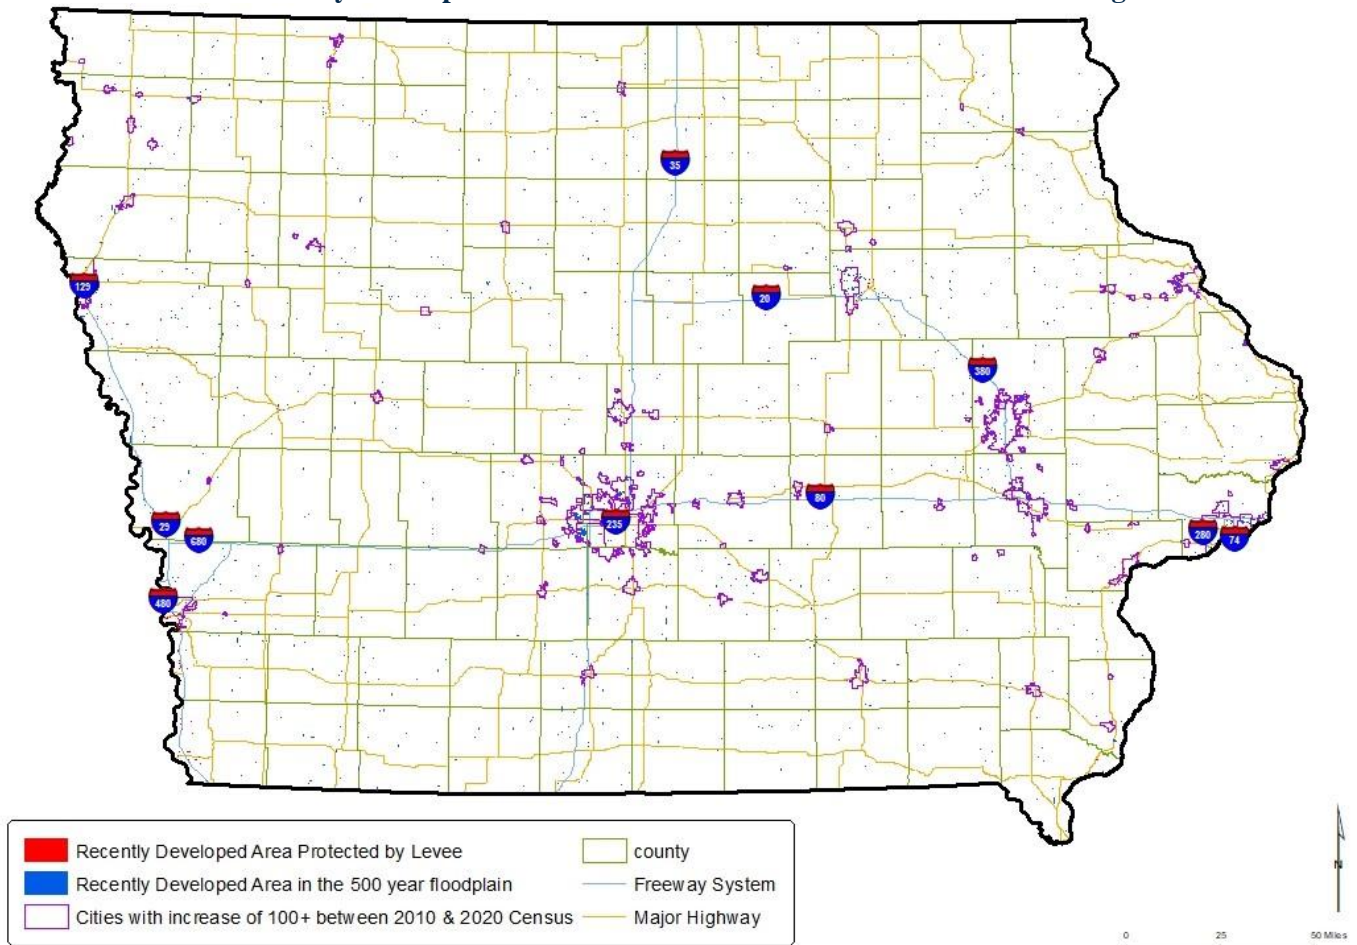 35
129
20
380
80
29
235
680
280
74
480
Recently Developed Area Protected by Levee
county
Recently Developed Area in the 500 year floodplain
Freeway System
Cities with increase of 100+ between 2010 & 2020 Census
Major Highway
N
0 25 50 Miles